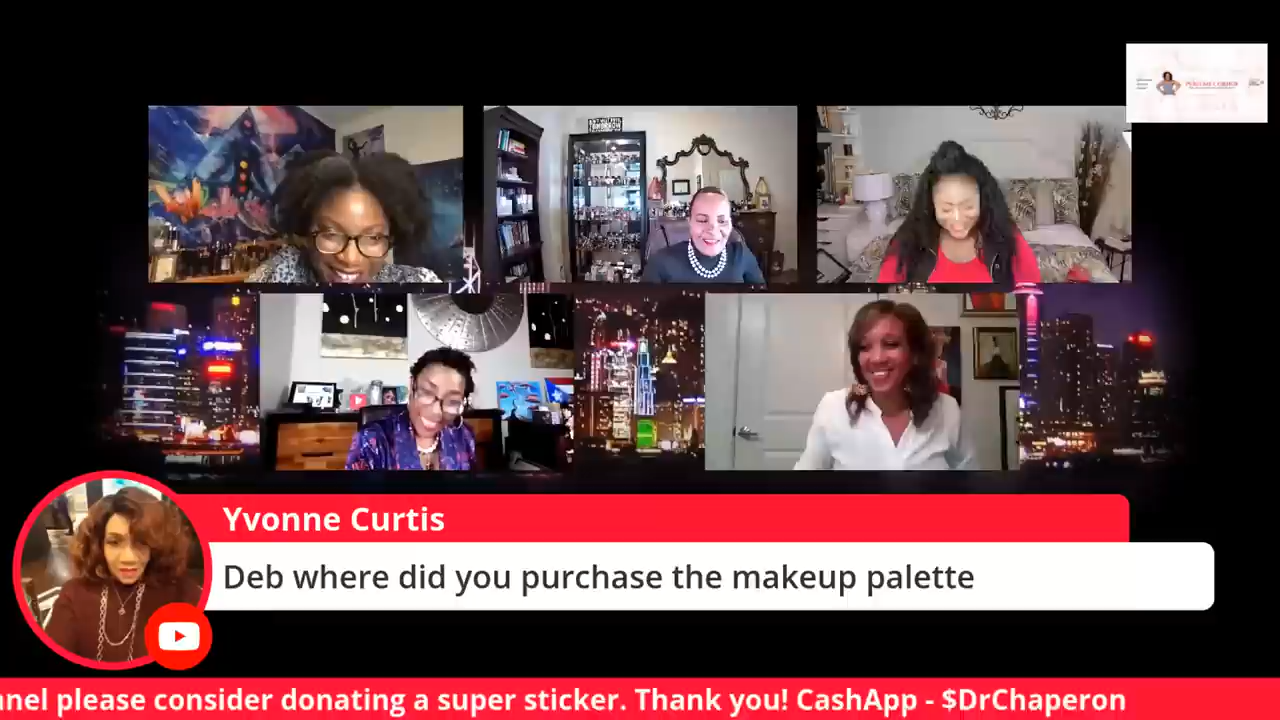 TOMORROW
Yvonne Curtis
Deb where did you purchase the makeup palette
nel please consider donating a super sticker. Thank you! CashApp - $DrChaperon